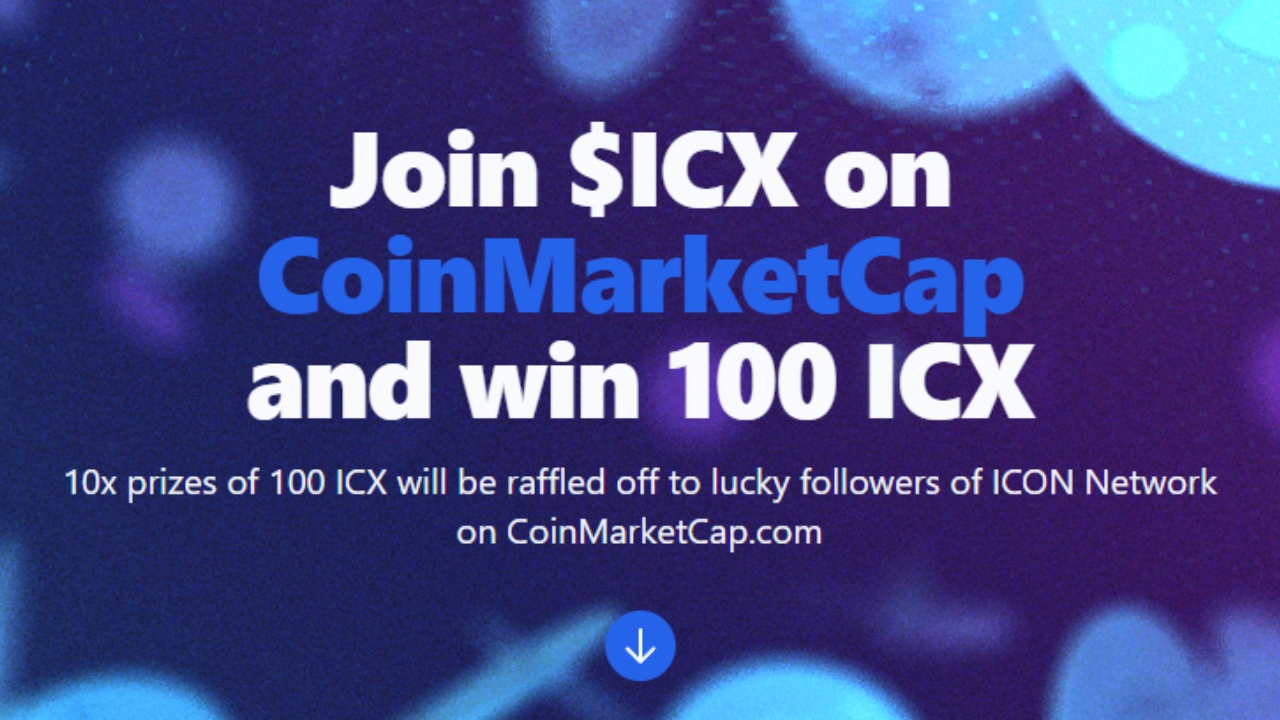 Join $ICX on
CoinMarketCap
and win 100 ICX
10x prizes of 100 ICX will be raffled off to lucky followers of ICON Network
on CoinMarketCap.com